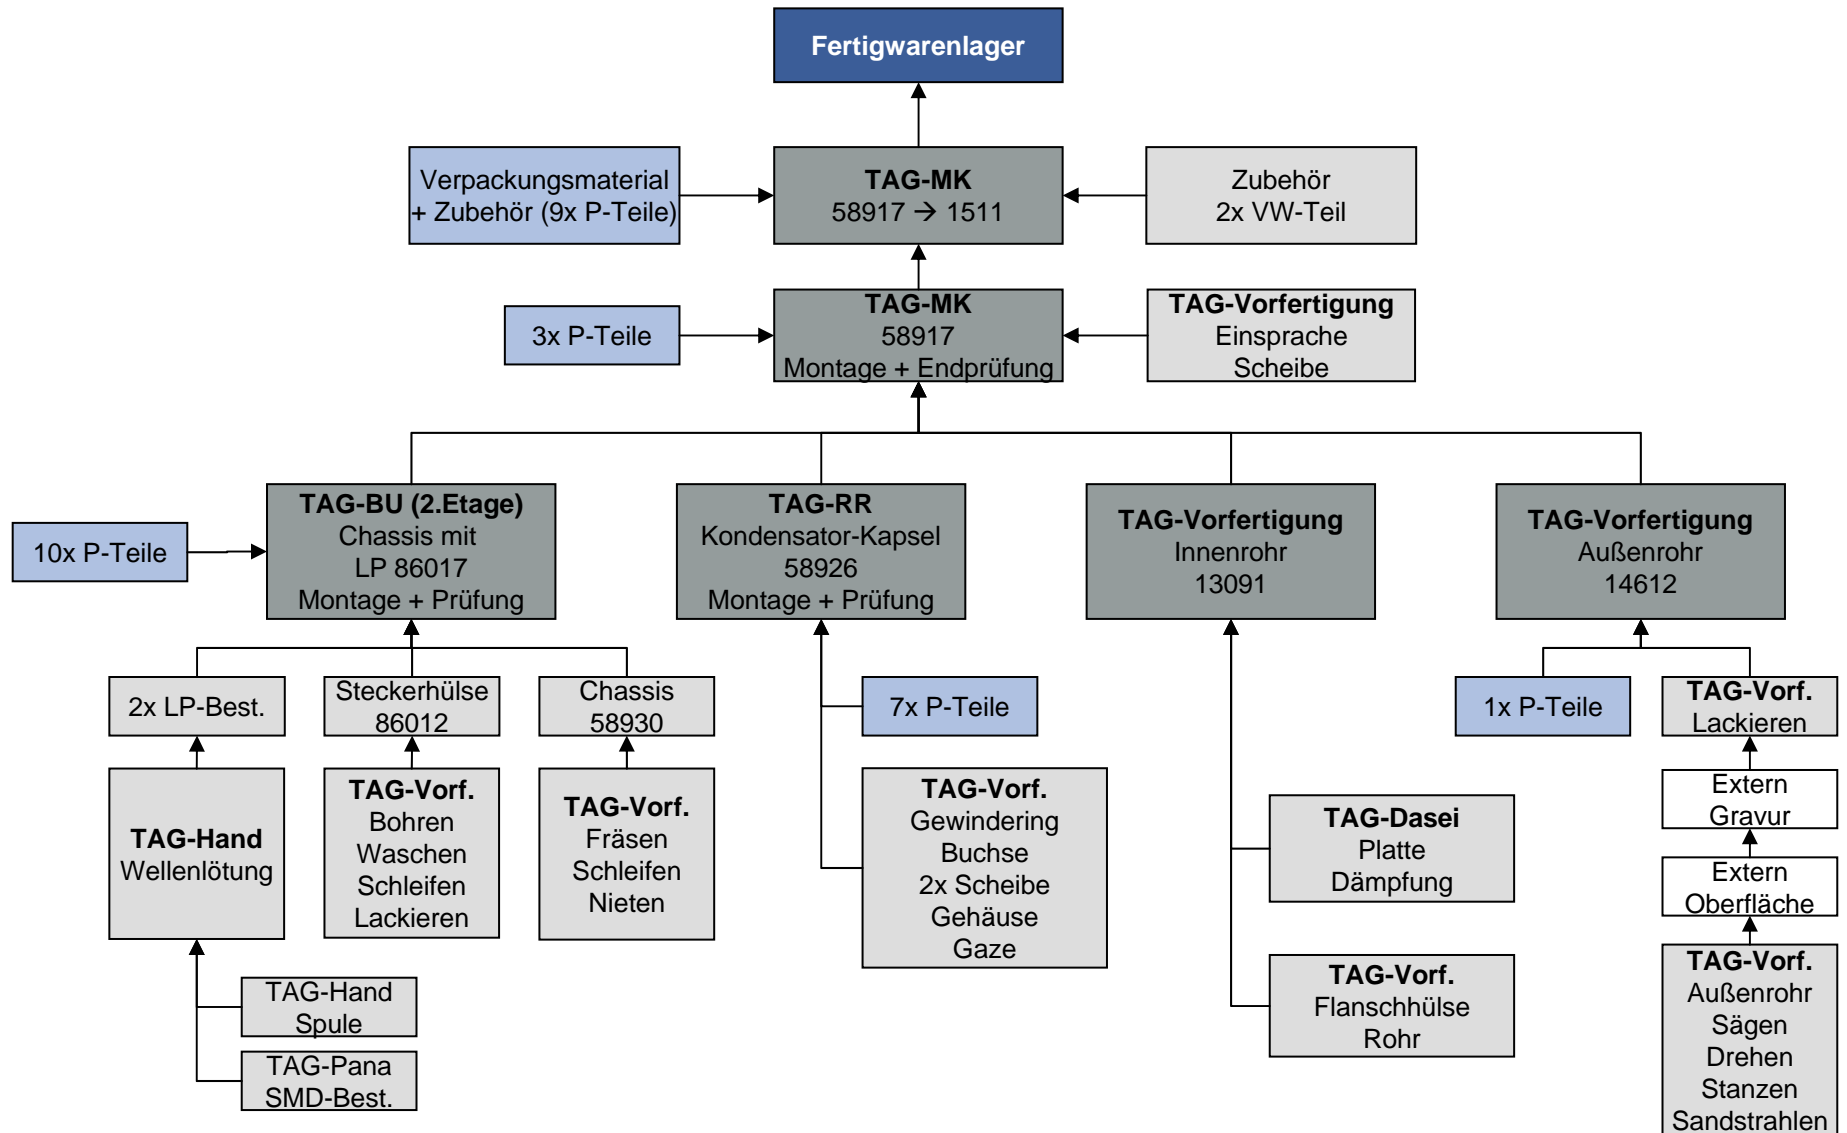 Fertigwarenlager
Verpackungsmaterial
+ Zubehör (9x P-Teile)
TAG-MK
58917 → 1511
Zubehör
2x VW-Teil
3x P-Teile
TAG-MK
58917
Montage + Endprüfung
TAG-Vorfertigung
Einsprache
Scheibe
10x P-Teile
TAG-BU (2.Etage)
Chassis mit
LP 86017
Montage + Prüfung
TAG-RR
Kondensator-Kapsel
58926
Montage + Prüfung
TAG-Vorfertigung
Innenrohr
13091
TAG-Vorfertigung
Außenrohr
14612
2x LP-Best.
Steckerhülse
86012
Chassis
58930
7x P-Teile
1x P-Teile
TAG-Vorf.
Lackieren
TAG-Hand
Wellenlötung
TAG-Vorf.
Bohren
Waschen
Schleifen
Lackieren
TAG-Vorf.
Fräsen
Schleifen
Nieten
TAG-Vorf.
Gewindering
Buchse
2x Scheibe
Gehäuse
Gaze
TAG-Dasei
Platte
Dämpfung
Extern
Gravur
Extern
Oberfläche
TAG-Hand
Spule
TAG-Pana
SMD-Best.
TAG-Vorf.
Flanschhülse
Rohr
TAG-Vorf.
Außenrohr
Sägen
Drehen
Stanzen
Sandstrahlen